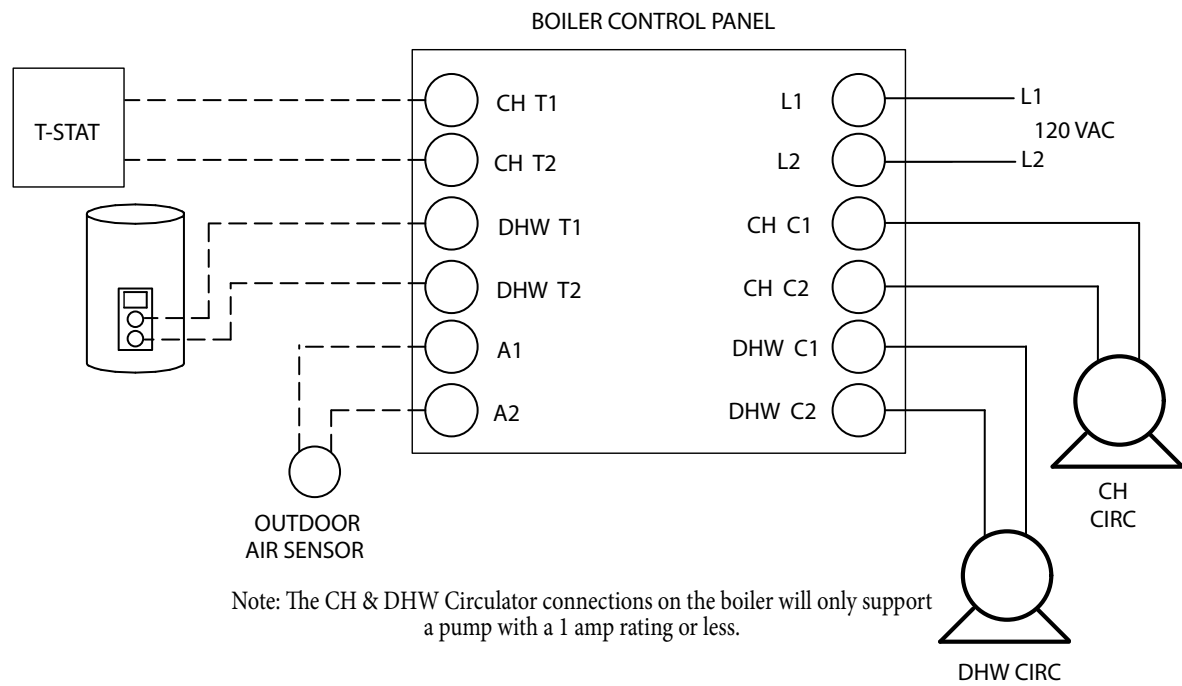 BOILER CONTROL PANEL
T-STAT
CH T1
CH T2
DHW T1
DHW T2
A1
A2
L1
L2
CH C1
CH C2
DHW C1
DHW C2
L1
120 VAC
L2
CH
CIRC
OUTDOOR
AIR SENSOR
Note: The CH & DHW Circulator connections on the boiler will only support
a pump with a 1 amp rating or less.
DHW CIRC